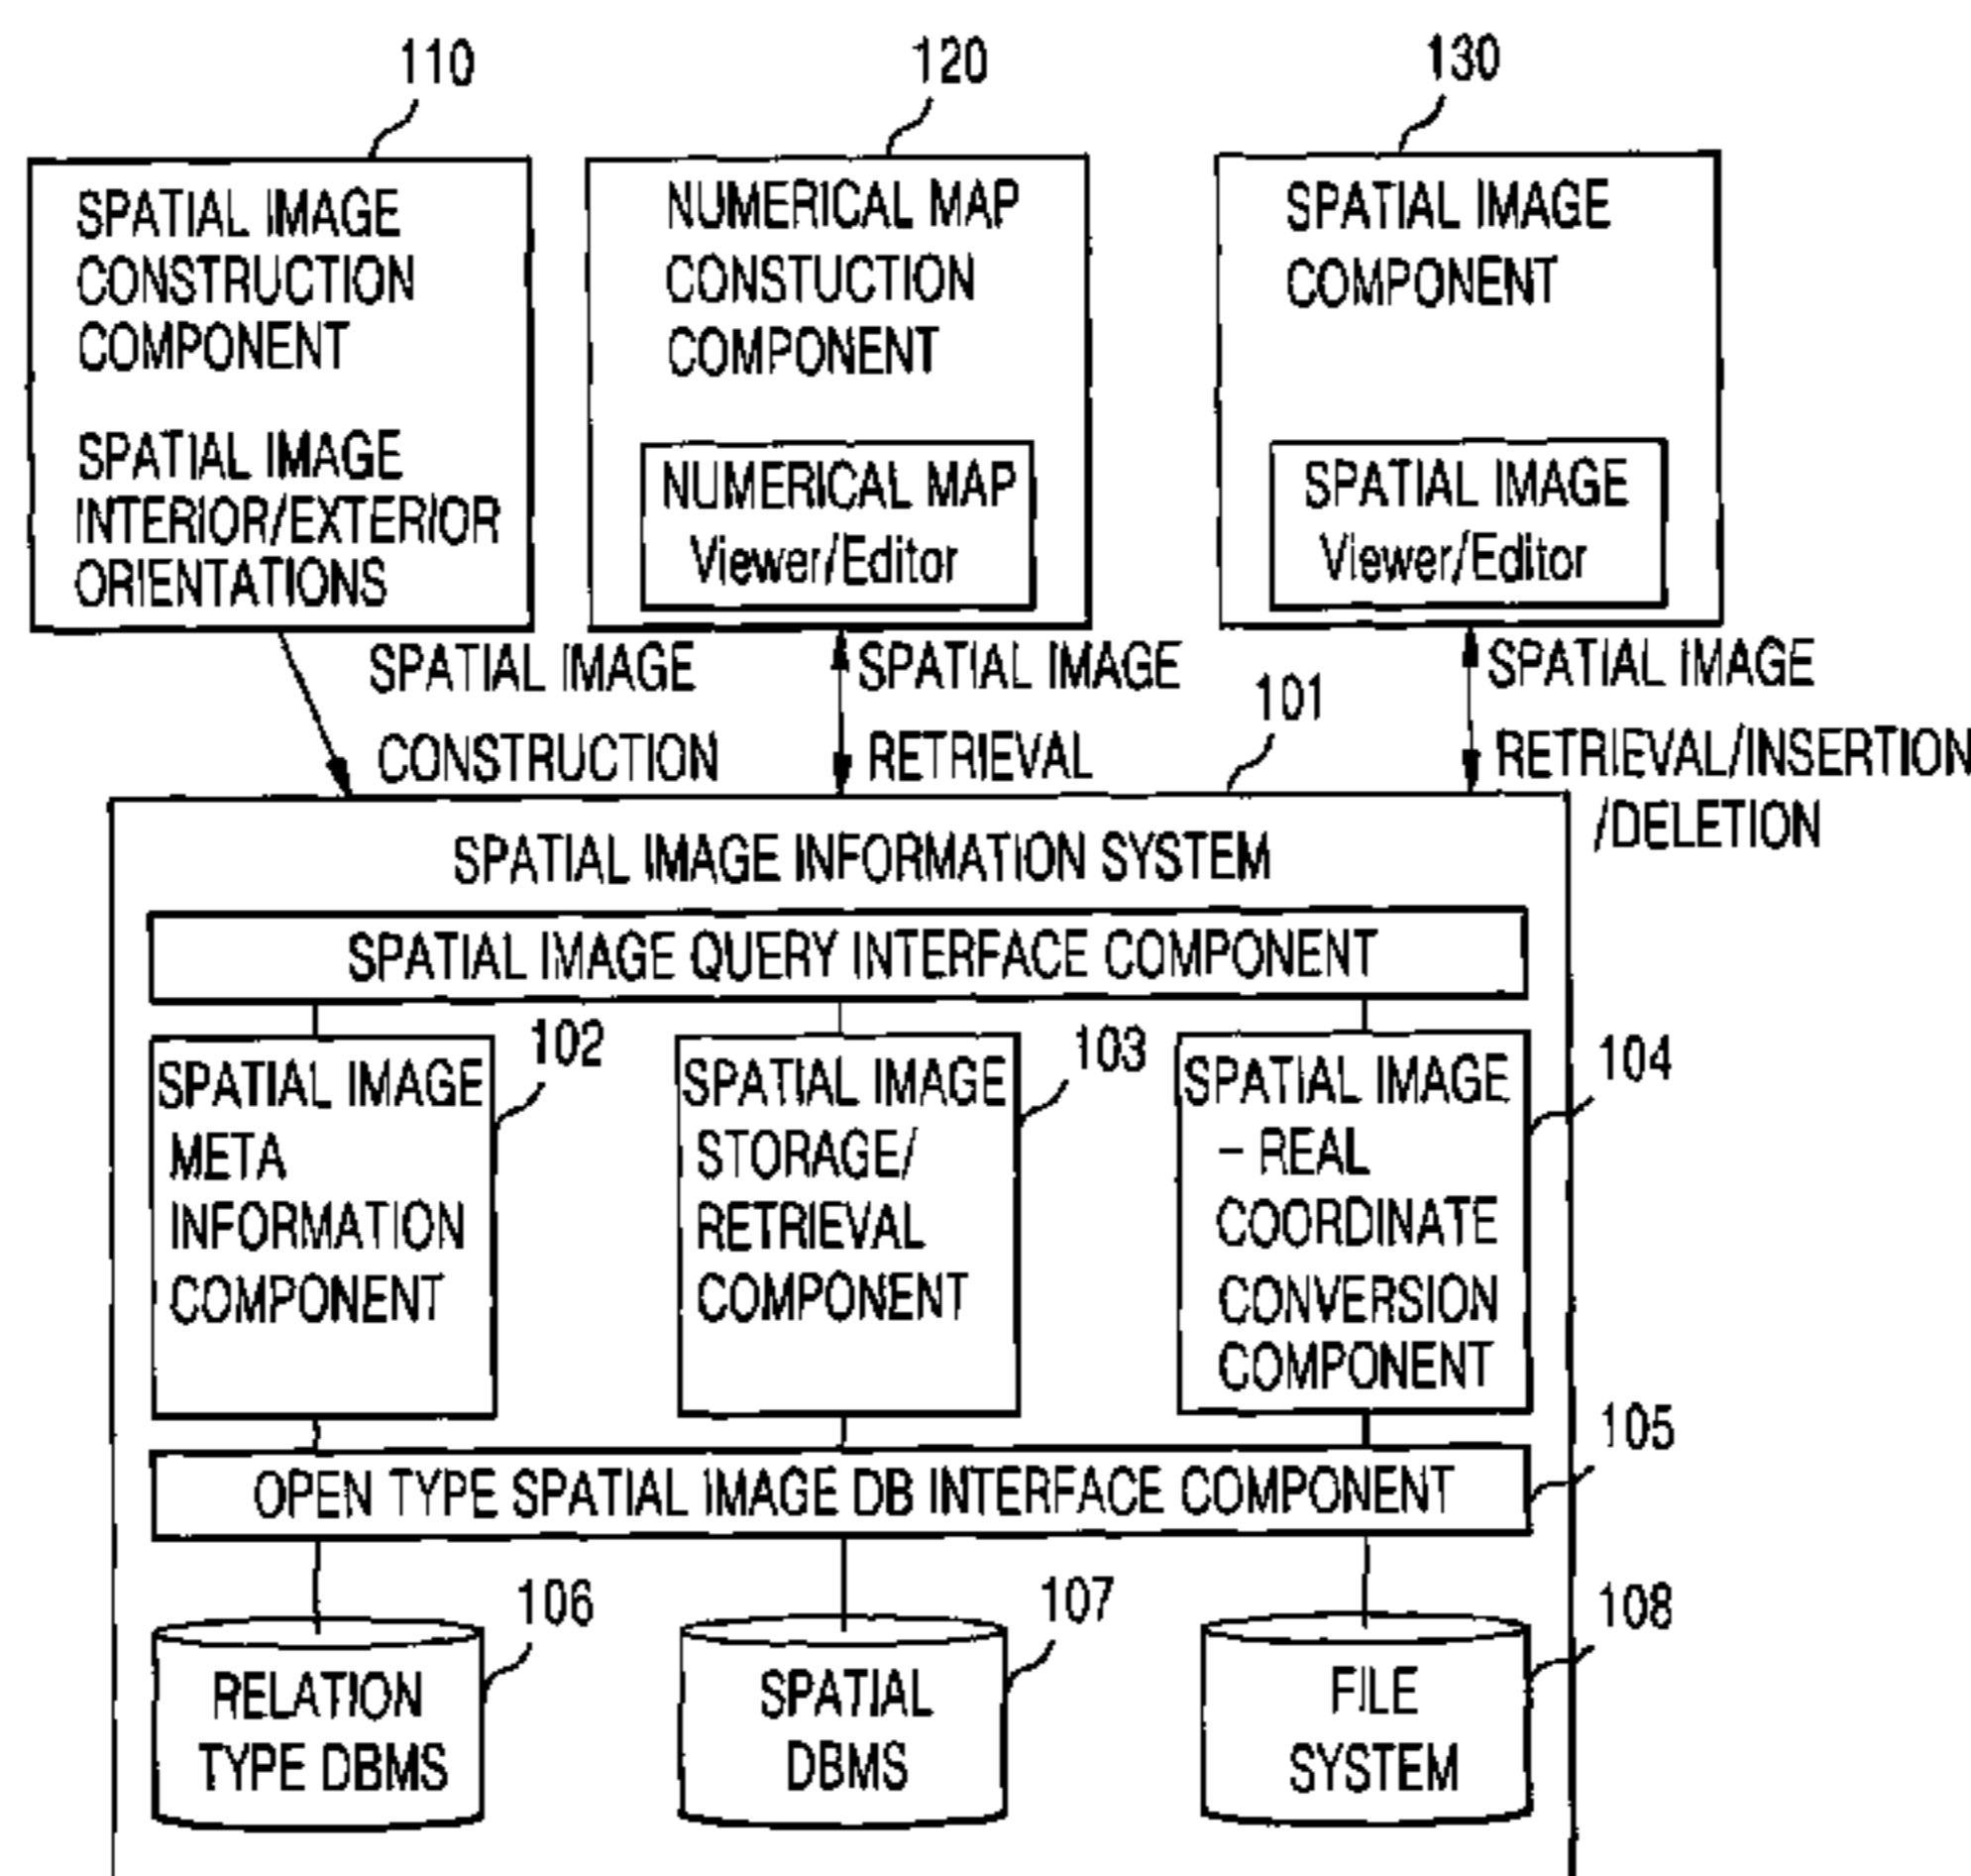 110
120
130
SPATIAL IMAGE
CONSTRUCTION
COMPONENT
SPATIAL IMAGE
INTERIOR/EXTERIOR
ORIENTATIONS
NUMERICAL MAP
CONSTUCTION
COMPONENT
NUMERICAL MAP
Viewer/Editor
SPATIAL IMAGE
COMPONENT
SPATIAL IMAGE
Viewer/Editor
SPATIAL IMAGE
CONSTRUCTION
SPATIAL IMAGE
RETRIEVAL
101
SPATIAL IMAGE
RETRIEVAL/INSERTION
/DELETION
SPATIAL IMAGE INFORMATION SYSTEM
SPATIAL IMAGE QUERY INTERFACE COMPONENT
102
103
104
SPATIAL IMAGE
META
INFORMATION
COMPONENT
SPATIAL IMAGE
STORAGE/
RETRIEVAL
COMPONENT
SPATIAL IMAGE
- REAL
COORDINATE
CONVERSION
COMPONENT
105
OPEN TYPE SPATIAL IMAGE DB INTERFACE COMPONENT
106
107
108
RELATION
TYPE DBMS
SPATIAL
DBMS
FILE
SYSTEM